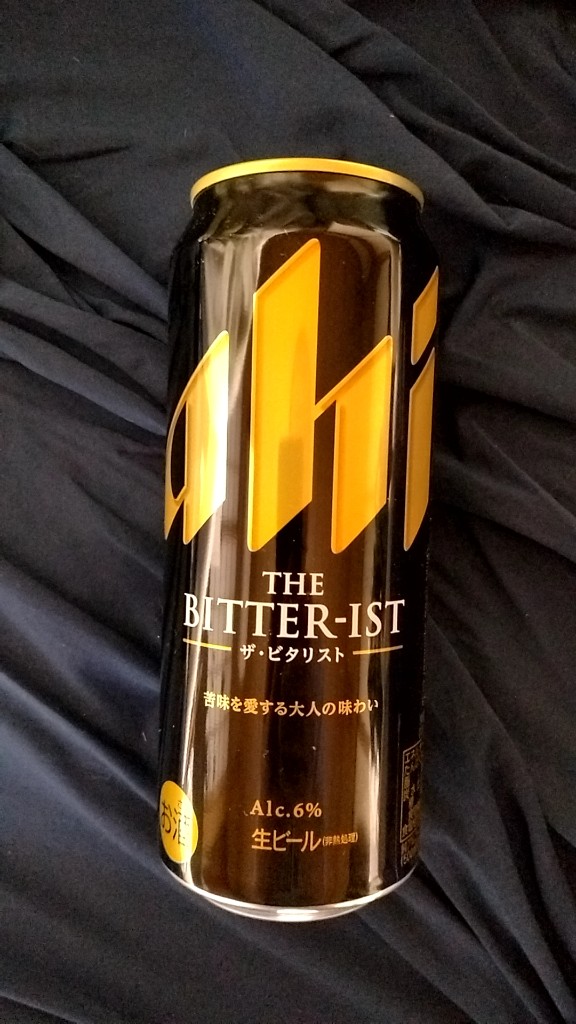 ahi
THE
BITTER-IST
ザ・ビタリスト
苦味を愛する大人の味わい
お酒
Alc.6%
生ビール(非熱処理)